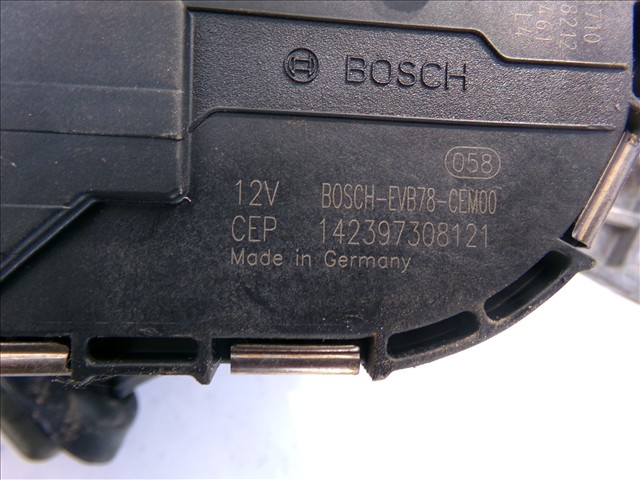 BOSCH
058
12V BOSCH-EVB78-CEM00
CEP 142397308121
Made in Germany